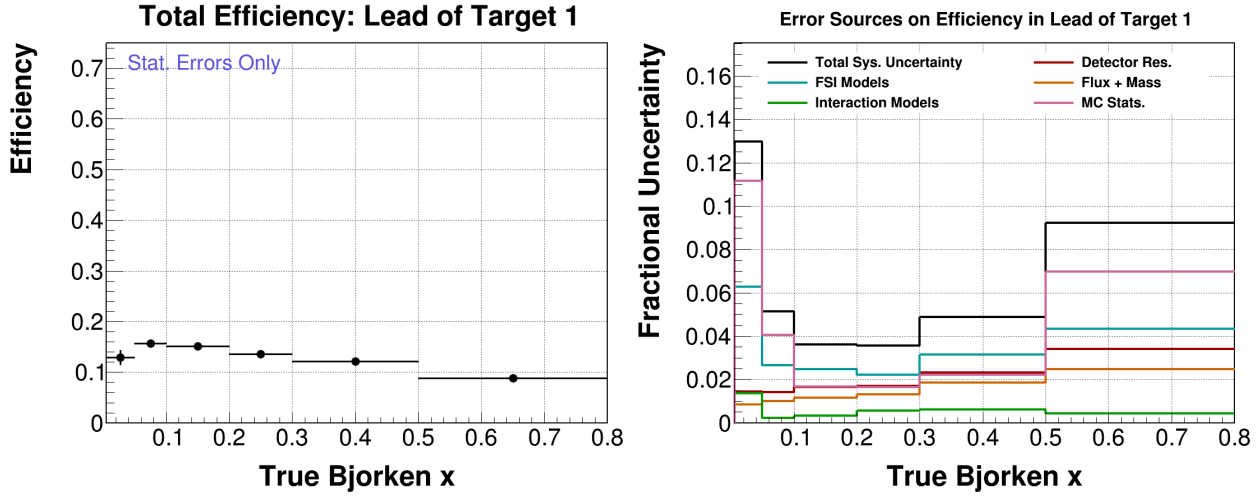 Total Efficiency: Lead of Target 1
Stat. Errors Only
Efficiency
0.7
0.6
0.5
0.4
0.3
0.2
0.1
0
0.1 0.2 0.3 0.4 0.5 0.6 0.7 0.8
True Bjorken x
Error Sources on Efficiency in Lead of Target 1
Total Sys. Uncertainty Detector Res.
FSI Models Flux + Mass
Interaction Models MC Stats.
Fractional Uncertainty
0.16
0.14
0.12
0.1
0.08
0.06
0.04
0.02
0
0.1 0.2 0.3 0.4 0.5 0.6 0.7 0.8
True Bjorken x